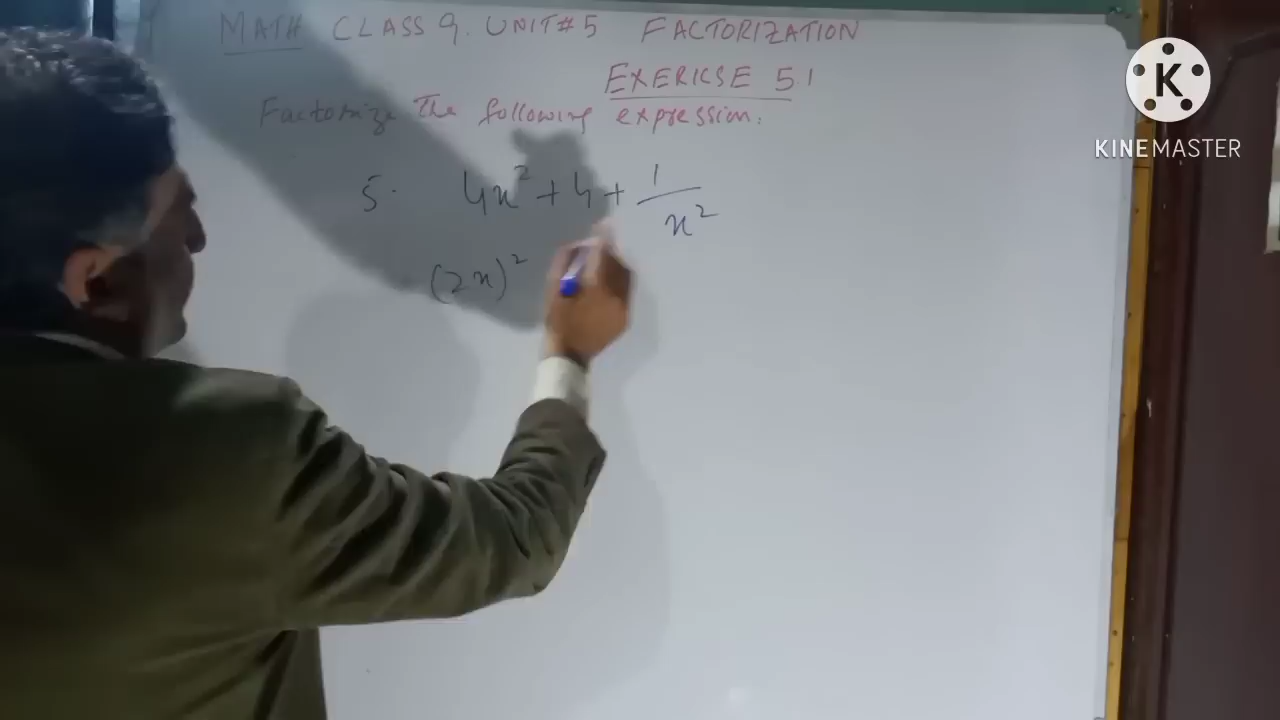 MATH CLASS 9. UNIT#5 FACTORIZATION
EXERICSE 5.1
Factorize The following expression.
5. 4x² + 4 + 1/x²
(2x)²
K
KINEMASTER